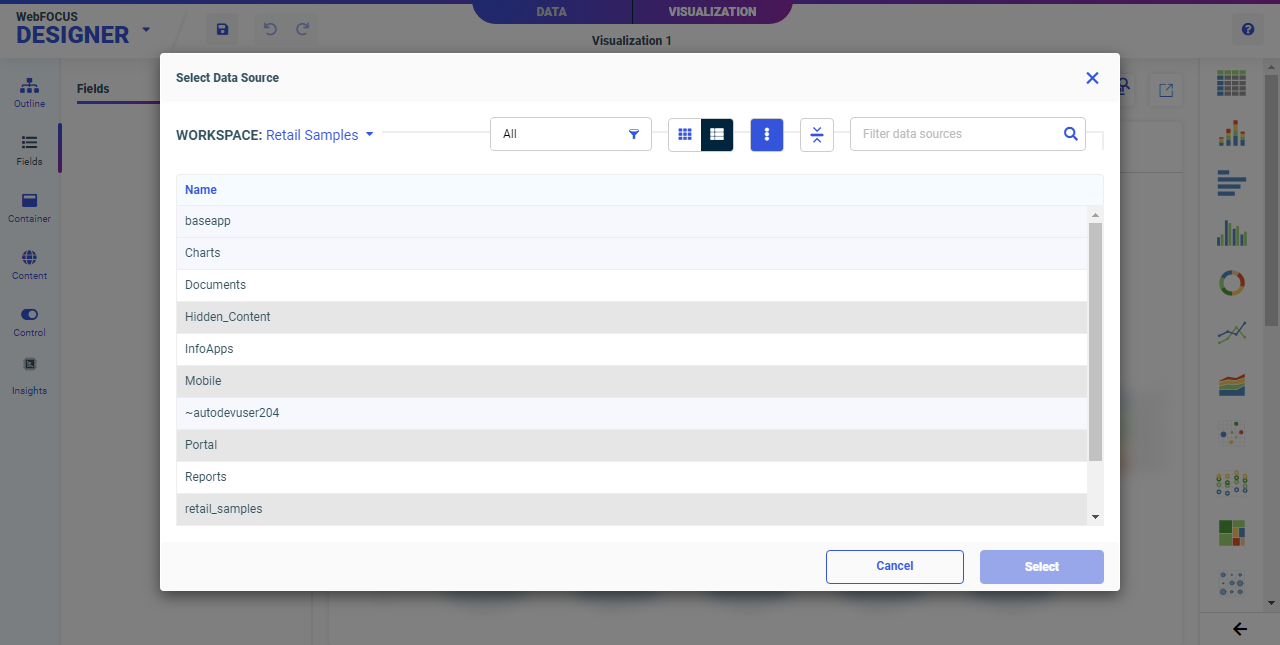 WebFOCUS
DESIGNER
DATA
VISUALIZATION
Visualization 1
Outline
Fields
Container
Content
Control
Insights
Fields
Select Data Source
WORKSPACE: Retail Samples
All
Filter data sources
Name
baseapp
Charts
Documents
Hidden_Content
InfoApps
Mobile
~autodevuser204
Portal
Reports
retail_samples
Cancel
Select